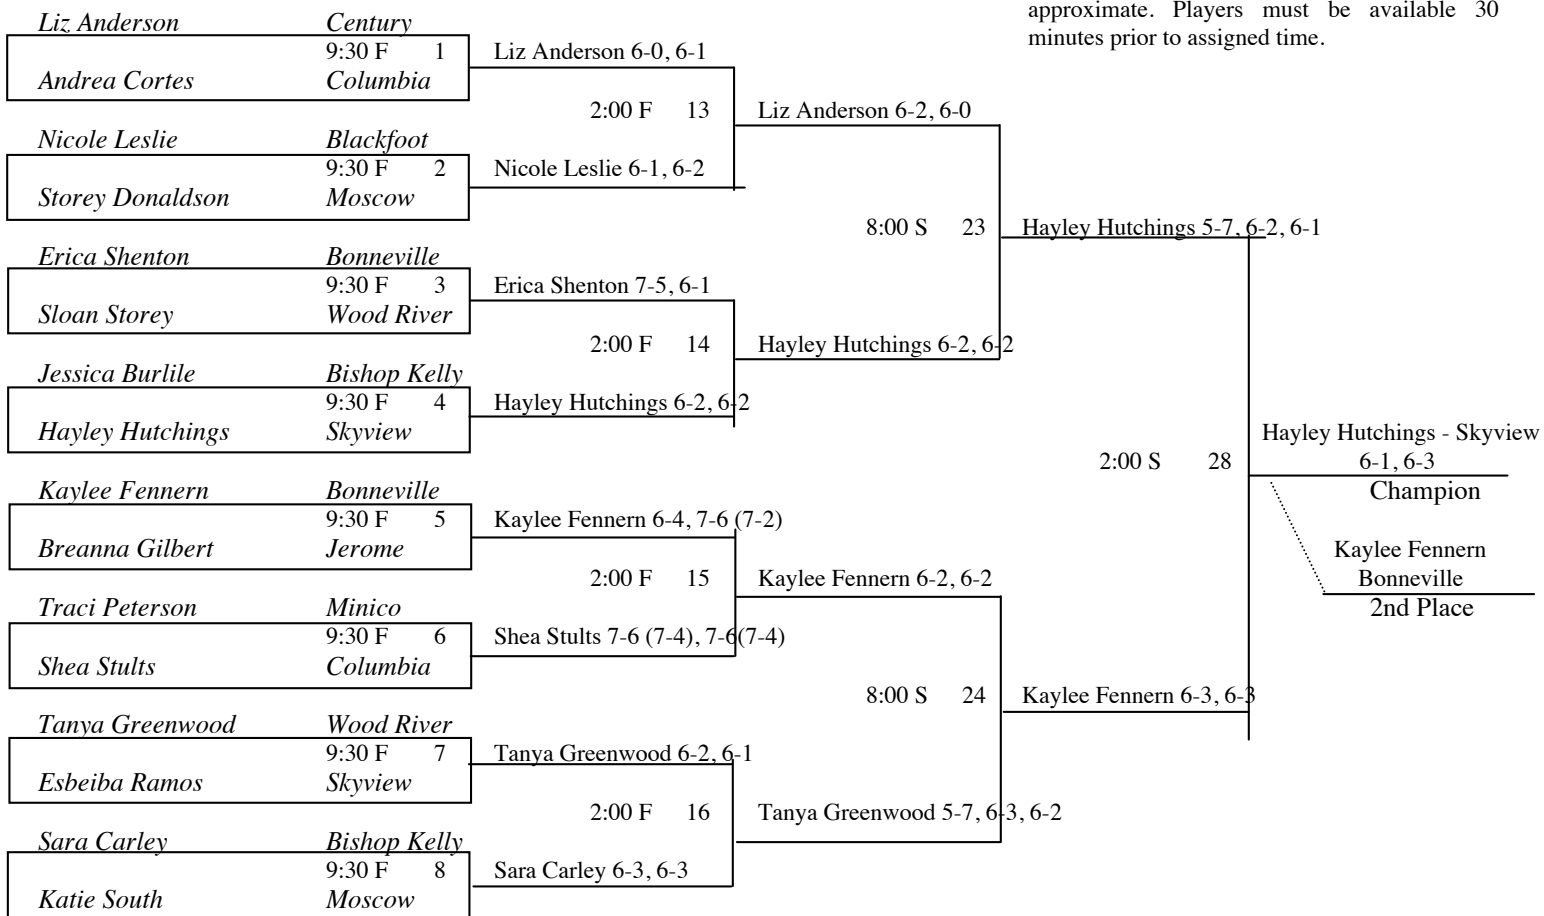 approximate. Players must be available 30
minutes prior to assigned time.
Liz Anderson Century
9:30 F 1 Liz Anderson 6-0, 6-1
Andrea Cortes Columbia
2:00 F 13 Liz Anderson 6-2, 6-0
Nicole Leslie Blackfoot
9:30 F 2 Nicole Leslie 6-1, 6-2
Storey Donaldson Moscow
8:00 S 23 Hayley Hutchings 5-7, 6-2, 6-1
Erica Shenton Bonneville
9:30 F 3 Erica Shenton 7-5, 6-1
Sloan Storey Wood River
2:00 F 14 Hayley Hutchings 6-2, 6-2
Jessica Burlile Bishop Kelly
9:30 F 4 Hayley Hutchings 6-2, 6-2
Hayley Hutchings Skyview
Hayley Hutchings - Skyview
2:00 S 28 6-1, 6-3
Champion
Kaylee Fennern Bonneville
9:30 F 5 Kaylee Fennern 6-4, 7-6 (7-2)
Breanna Gilbert Jerome
Kaylee Fennern
2:00 F 15 Kaylee Fennern 6-2, 6-2
Bonneville
2nd Place
Traci Peterson Minico
9:30 F 6 Shea Stults 7-6 (7-4), 7-6(7-4)
Shea Stults Columbia
8:00 S 24 Kaylee Fennern 6-3, 6-3
Tanya Greenwood Wood River
9:30 F 7 Tanya Greenwood 6-2, 6-1
Esbeiba Ramos Skyview
2:00 F 16 Tanya Greenwood 5-7, 6-3, 6-2
Sara Carley Bishop Kelly
9:30 F 8 Sara Carley 6-3, 6-3
Katie South Moscow